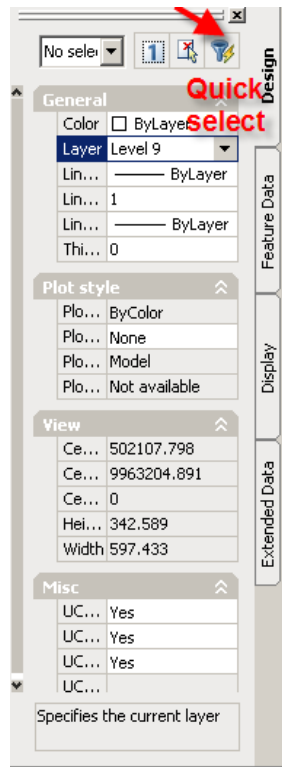 No selec
1
Quick
select
General
Color ByLayer
Layer Level 9
Lin... ByLayer
Lin... 1
Lin... ByLayer
Thi... 0
Plot style
Plo... ByColor
Plo... None
Plo... Model
Plo... Not available
View
Ce... 502107.798
Ce... 9963204.891
Ce... 0
Hei... 342.589
Width 597.433
Misc
UC... Yes
UC... Yes
UC... Yes
UC...
Specifies the current layer
Design
Feature Data
Display
Extended Data